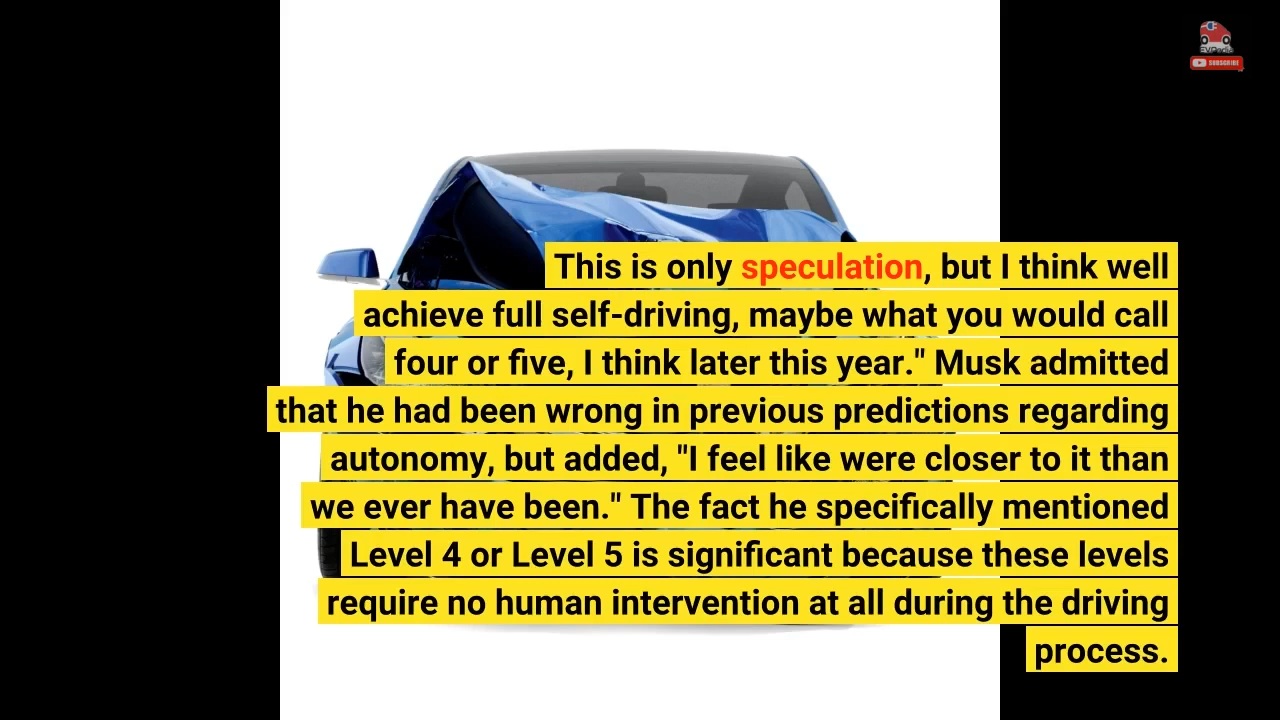 EVPedia
SUBSCRIBE
This is only speculation, but I think well
achieve full self-driving, maybe what you would call
four or five, I think later this year." Musk admitted
that he had been wrong in previous predictions regarding
autonomy, but added, "I feel like were closer to it than
we ever have been." The fact he specifically mentioned
Level 4 or Level 5 is significant because these levels
require no human intervention at all during the driving
process.